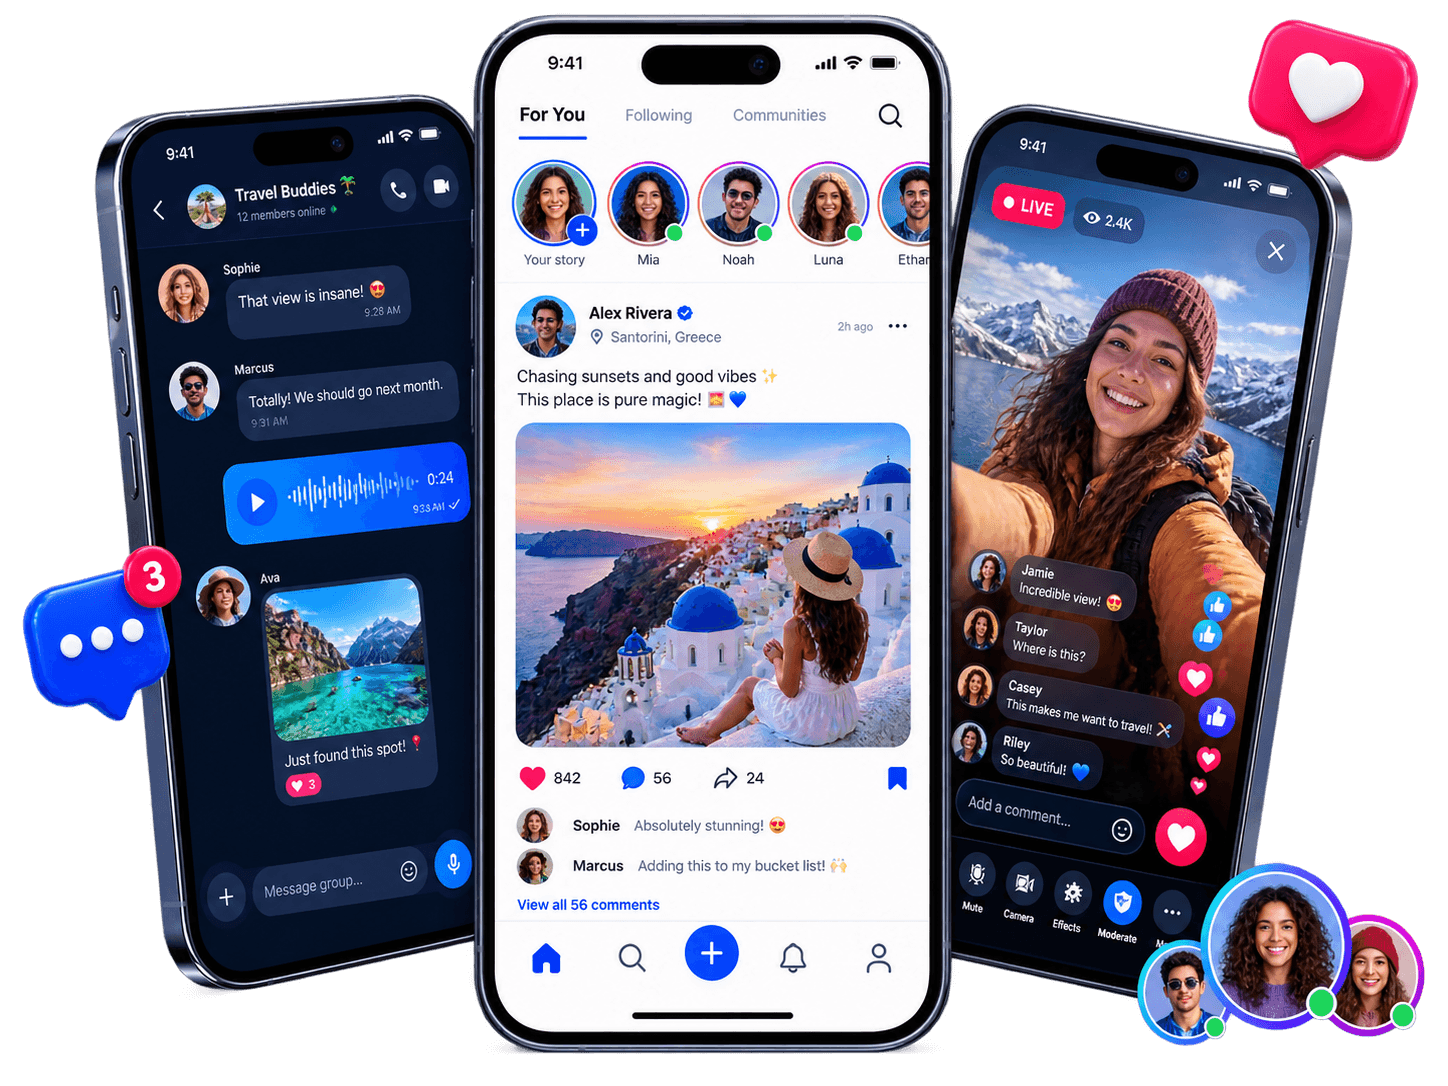 9:41
Travel Buddies 🌴
12 members online
Sophie
That view is insane! 😍
9:28 AM
Marcus
Totally! We should go next month.
9:31 AM
0:24
Ava
Just found this spot! 📍
3
Message group...
3
9:41
For You Following Communities
Your story Mia Noah Luna Ethan
Alex Rivera
Santorini, Greece
2h ago
Chasing sunsets and good vibes ✨
This place is pure magic! 🌅 💙
842 56 24
Sophie Absolutely stunning! 😍
Marcus Adding this to my bucket list! 🙌
View all 56 comments
9:41
LIVE 2.4K
Jamie
Incredible view! 😍
Taylor
Where is this?
Casey
This makes me want to travel!
Riley
So beautiful! 💙
Add a comment...
Mute Camera Effects Moderate